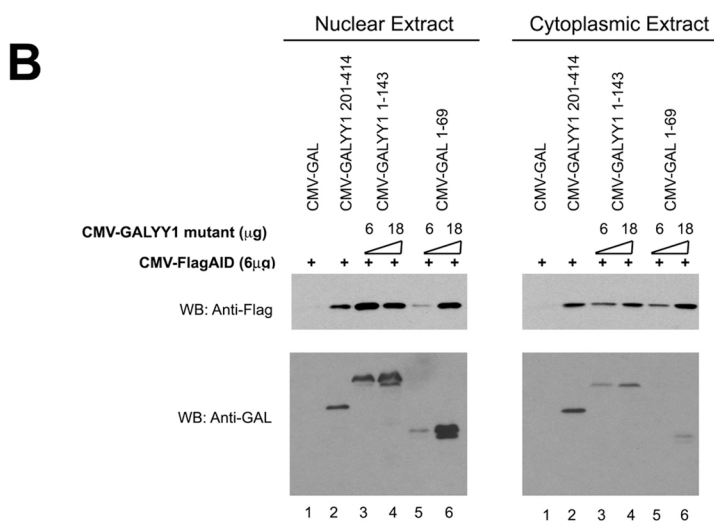 B
Nuclear Extract
Cytoplasmic Extract
CMV-GAL
CMV-GALYY1 201-414
CMV-GALYY1 1-143
CMV-GAL 1-69
CMV-GAL
CMV-GALYY1 201-414
CMV-GALYY1 1-143
CMV-GAL 1-69
CMV-GALYY1 mutant (µg) 6 18 6 18 6 18 6 18
CMV-FlagAID (6µg) + + + + + + + + + + + +
WB: Anti-Flag
WB: Anti-GAL
1 2 3 4 5 6 1 2 3 4 5 6